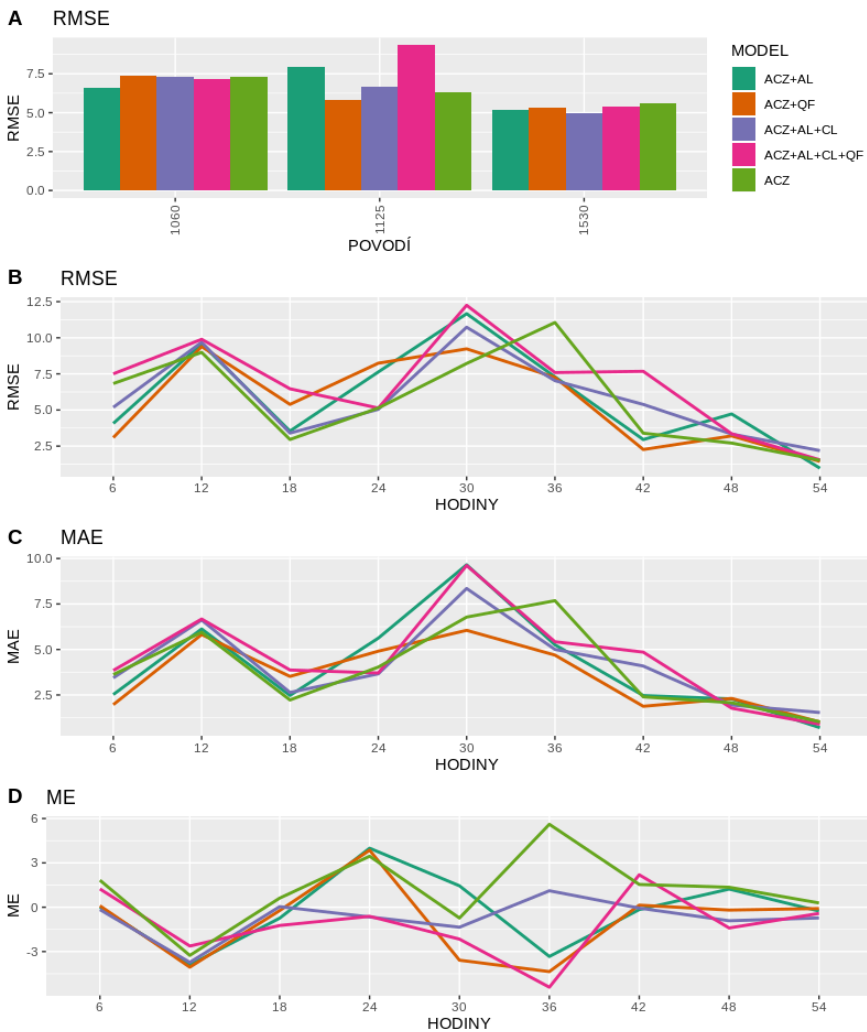 A RMSE
RMSE
7.5
5.0
2.5
0.0
1060 1125 1530
POVODÍ
MODEL
ACZ+AL
ACZ+QF
ACZ+AL+CL
ACZ+AL+CL+QF
ACZ
B RMSE
RMSE
12.5
10.0
7.5
5.0
2.5
6 12 18 24 30 36 42 48 54
HODINY
C MAE
MAE
10.0
7.5
5.0
2.5
6 12 18 24 30 36 42 48 54
HODINY
D ME
ME
6
3
0
-3
6 12 18 24 30 36 42 48 54
HODINY